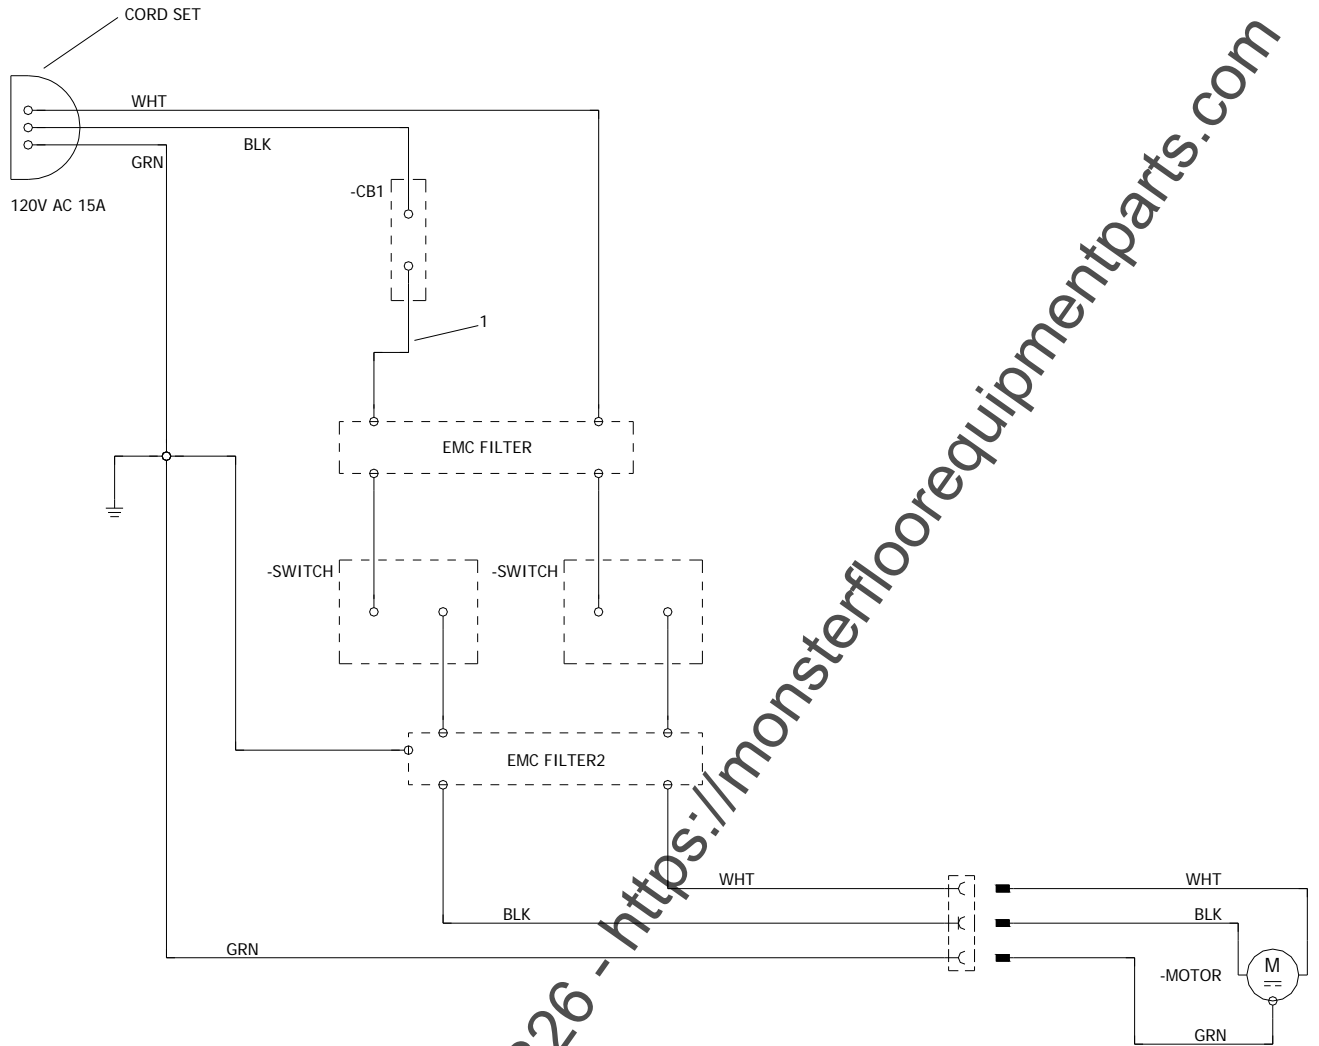 CORD SET
WHT
BLK
GRN
120V AC 15A
-CB1
1
EMC FILTER
-SWITCH
-SWITCH
EMC FILTER2
WHT
WHT
BLK
BLK
GRN
-MOTOR
M
GRN
26 - https://monsterfloorequipmentparts.com